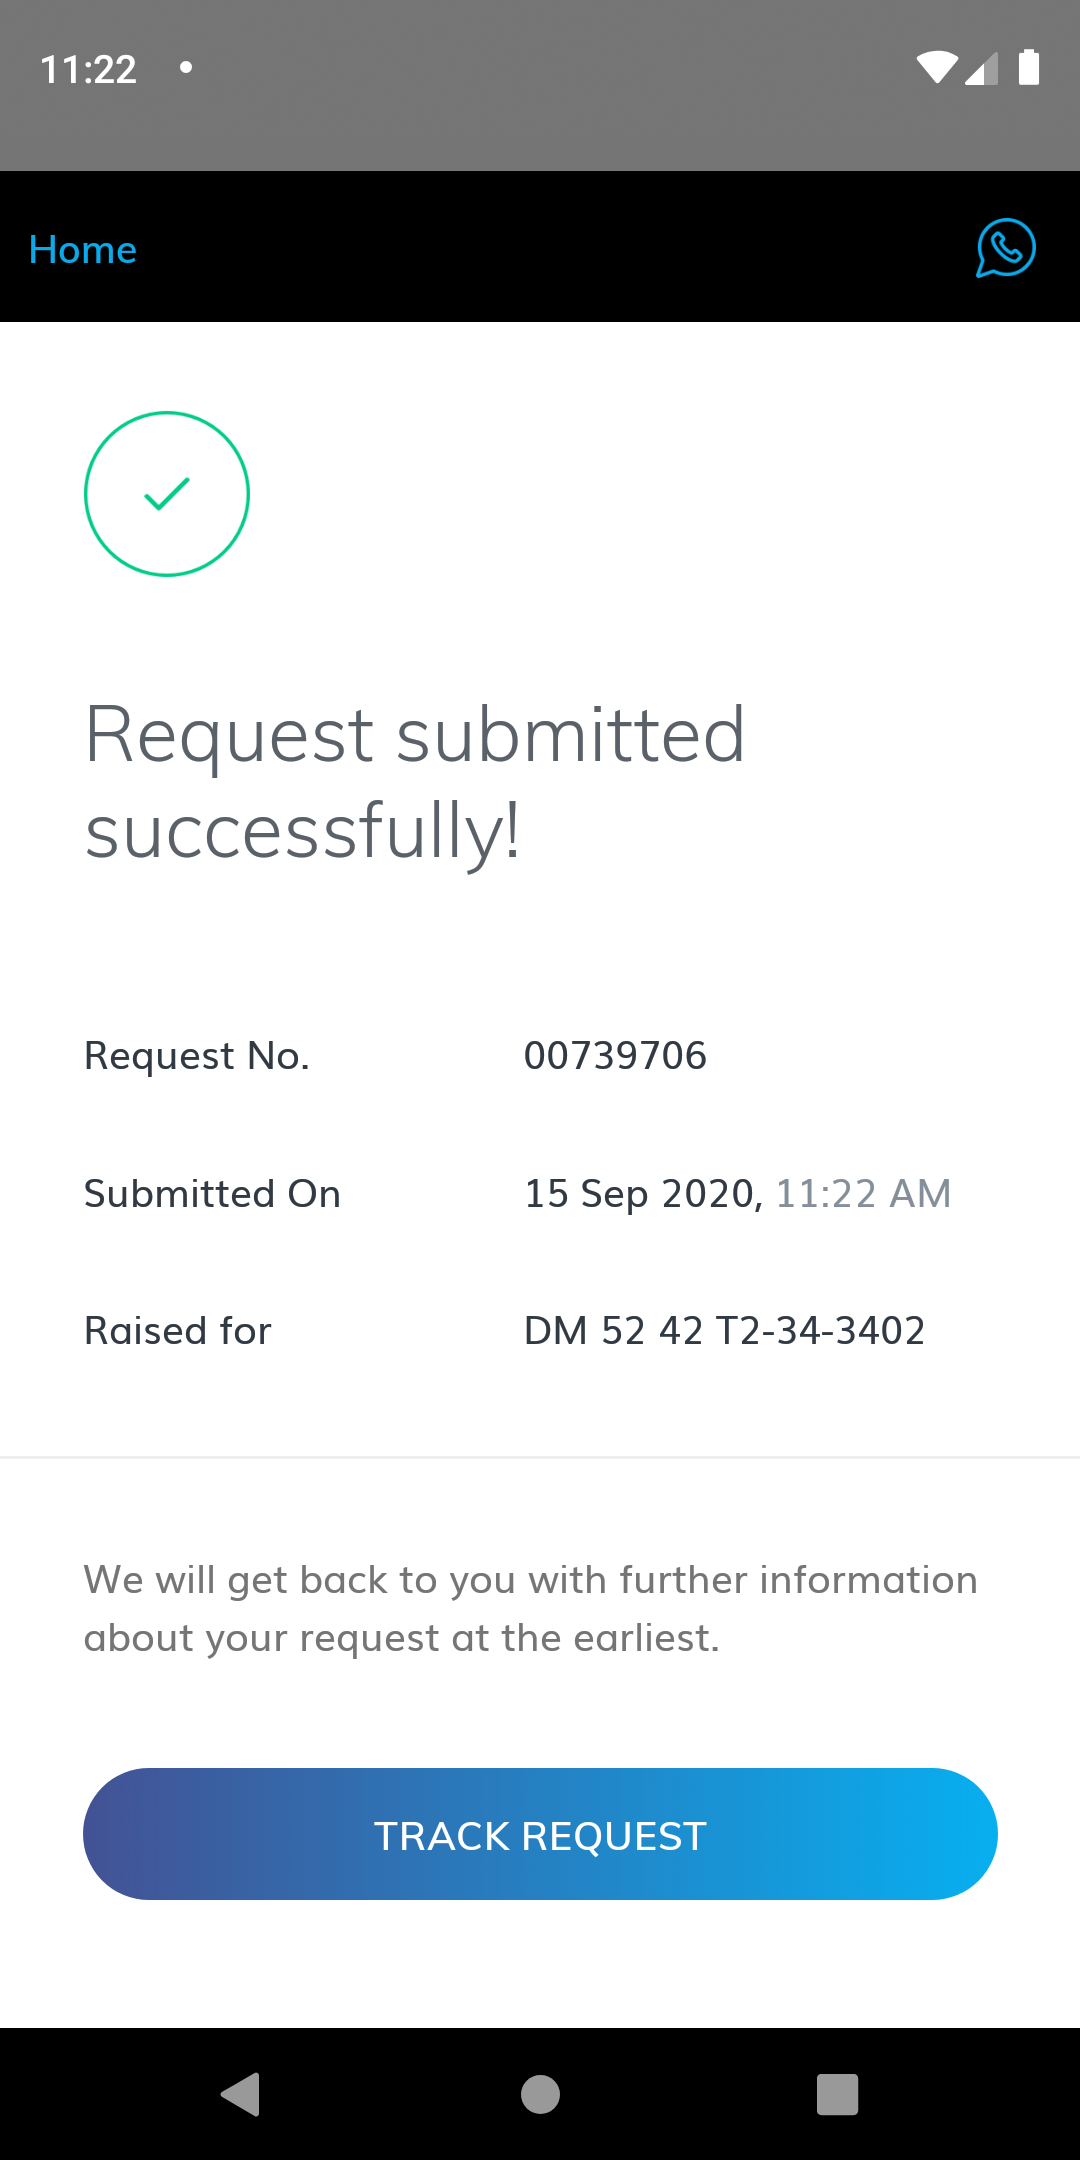 11:22
Home
Request submitted
successfully!
Request No. 00739706
Submitted On 15 Sep 2020, 11:22 AM
Raised for DM 52 42 T2-34-3402
We will get back to you with further information
about your request at the earliest.
TRACK REQUEST